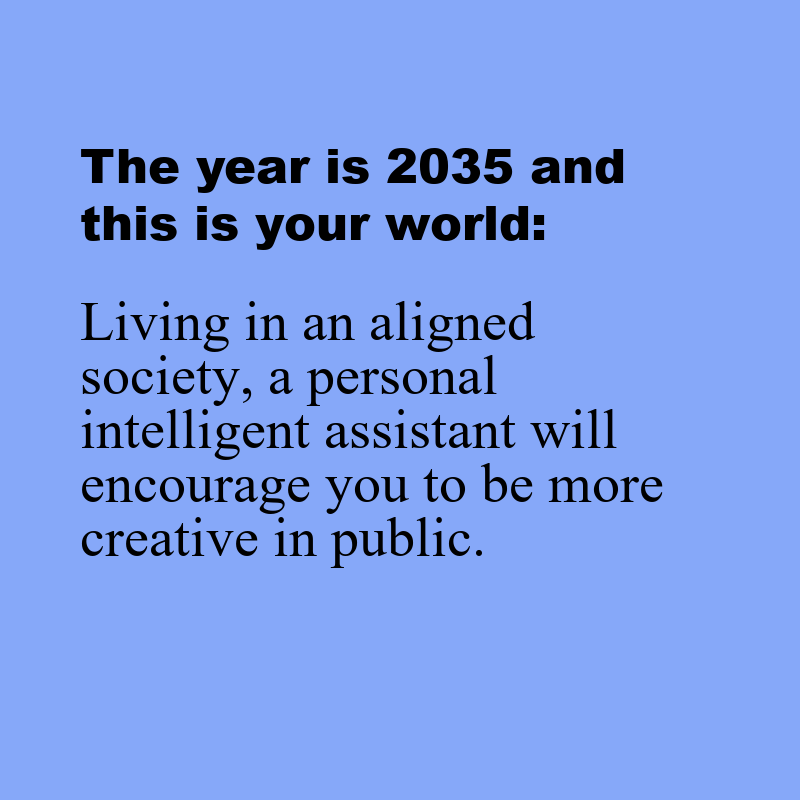 The year is 2035 and
this is your world:
Living in an aligned
society, a personal
intelligent assistant will
encourage you to be more
creative in public.